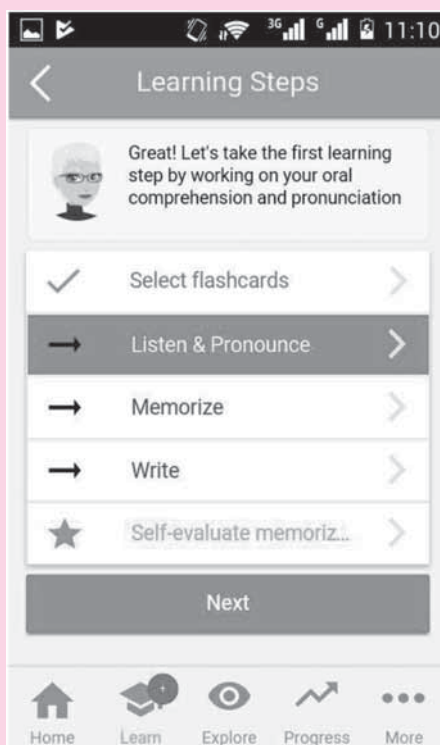 3G G 11:10
Learning Steps
Great! Let's take the first learning
step by working on your oral
comprehension and pronunciation
Select flashcards
Listen & Pronounce
Memorize
Write
Self-evaluate memoriz...
Next
Home Learn Explore Progress More